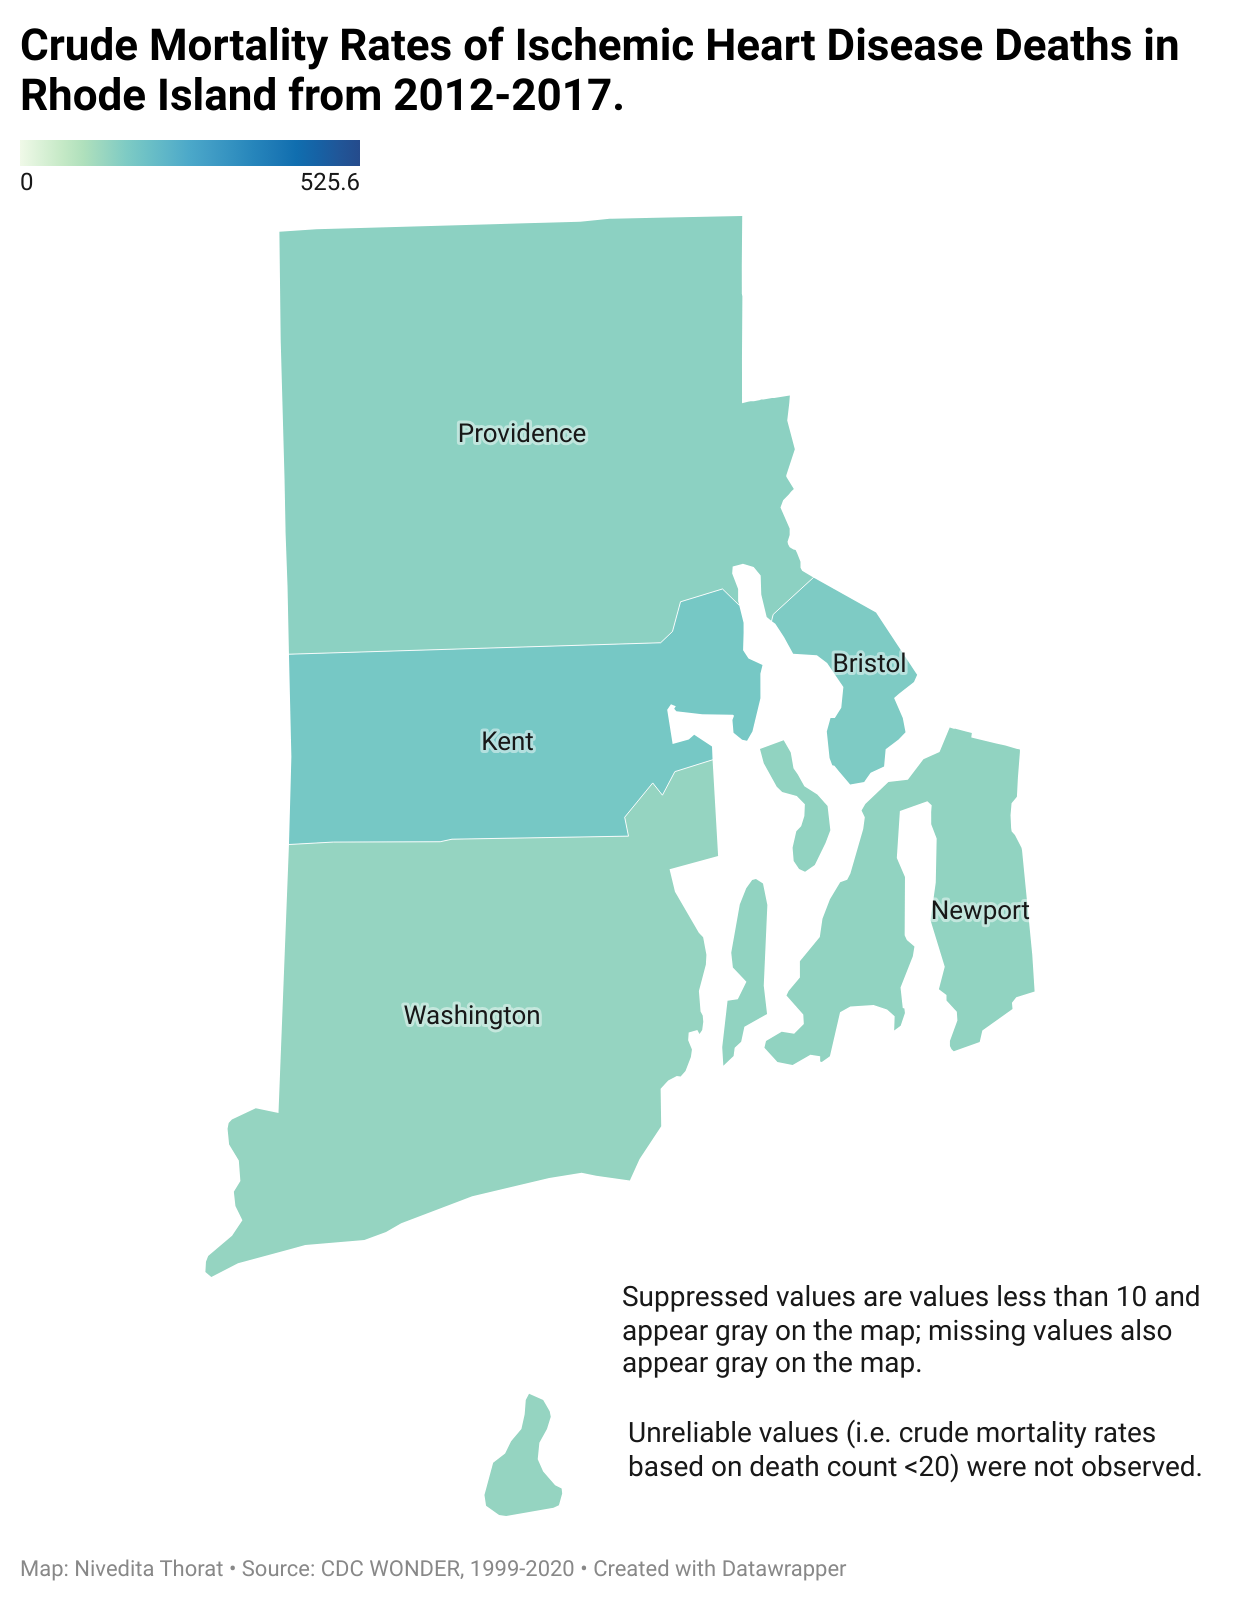 Crude Mortality Rates of Ischemic Heart Disease Deaths in
Rhode Island from 2012-2017.
0
525.6
Providence
Bristol
Kent
Newport
Washington
Suppressed values are values less than 10 and
appear gray on the map; missing values also
appear gray on the map.
Unreliable values (i.e. crude mortality rates
based on death count <20) were not observed.
Map: Nivedita Thorat • Source: CDC WONDER, 1999-2020 • Created with Datawrapper